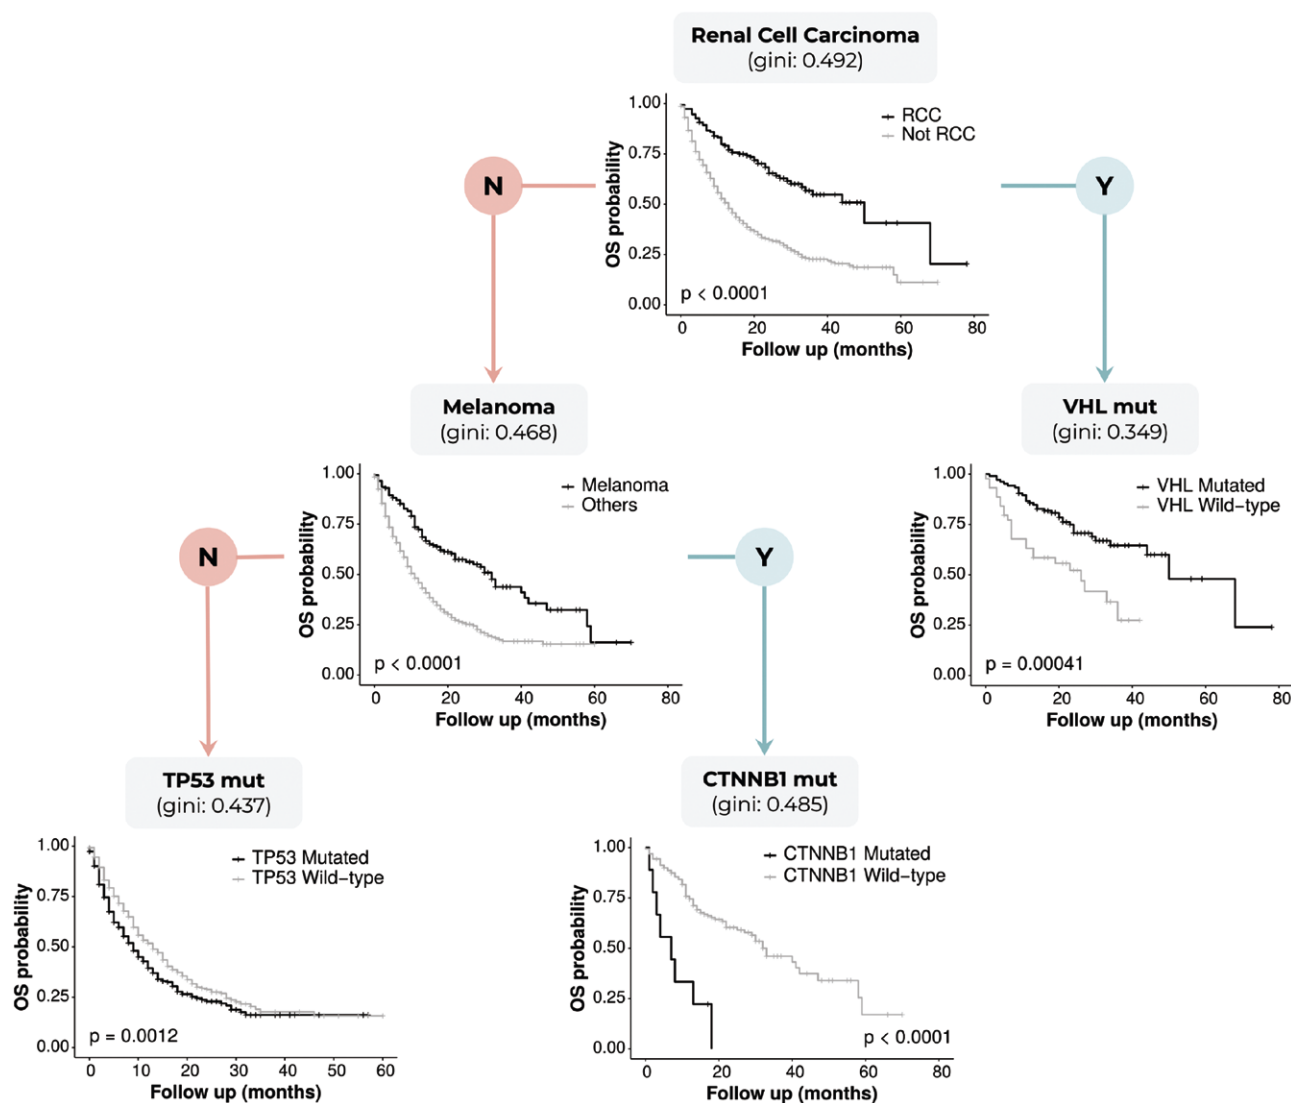 Renal Cell Carcinoma
(gini: 0.492)
1.00
0.75
0.50
0.25
0.00
OS probability
RCC
Not RCC
p < 0.0001
0 20 40 60 80
Follow up (months)
N
Y
Melanoma
(gini: 0.468)
1.00
0.75
0.50
0.25
0.00
OS probability
Melanoma
Others
p < 0.0001
0 20 40 60 80
Follow up (months)
VHL mut
(gini: 0.349)
1.00
0.75
0.50
0.25
0.00
OS probability
VHL Mutated
VHL Wild-type
p = 0.00041
0 20 40 60 80
Follow up (months)
N
Y
TP53 mut
(gini: 0.437)
1.00
0.75
0.50
0.25
0.00
OS probability
TP53 Mutated
TP53 Wild-type
p = 0.0012
0 10 20 30 40 50 60
Follow up (months)
CTNNB1 mut
(gini: 0.485)
1.00
0.75
0.50
0.25
0.00
OS probability
CTNNB1 Mutated
CTNNB1 Wild-type
p < 0.0001
0 20 40 60 80
Follow up (months)